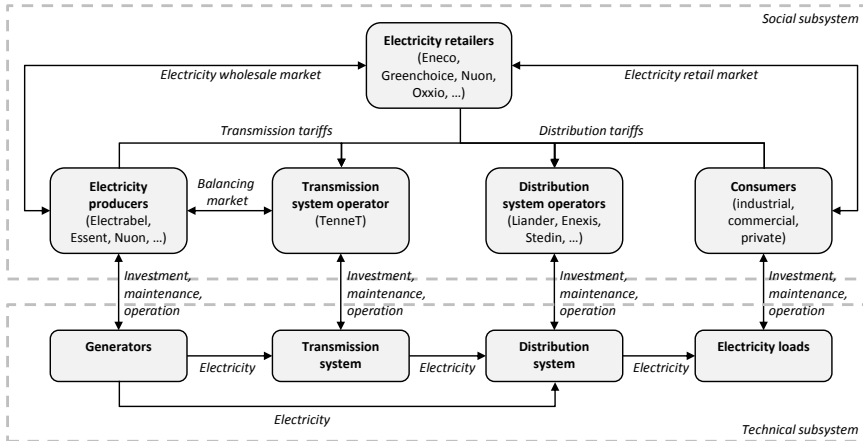 Social subsystem
Electricity retailers
(Eneco,
Greenchoice, Nuon,
Oxxio, ...)
Electricity wholesale market
Electricity retail market
Transmission tariffs
Distribution tariffs
Electricity
producers
(Electrabel,
Essent, Nuon, ...)
Balancing
market
Transmission
system operator
(TenneT)
Distribution
system operators
(Liander, Enexis,
Stedin, ...)
Consumers
(industrial,
commercial,
private)
Investment,
maintenance,
operation
Investment,
maintenance,
operation
Investment,
maintenance,
operation
Investment,
maintenance,
operation
Generators
Electricity
Transmission
system
Electricity
Distribution
system
Electricity
Electricity loads
Electricity
Technical subsystem